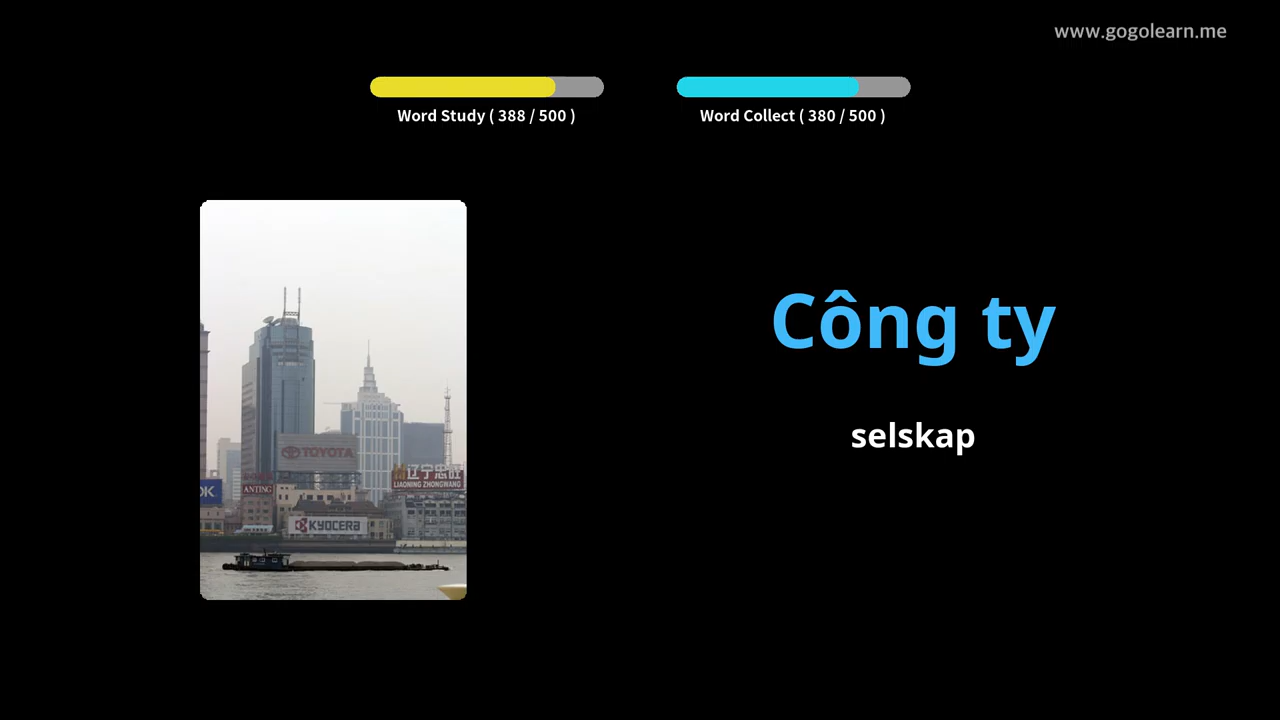 www.gogolearn.me
Word Study ( 388 / 500 )
Word Collect ( 380 / 500 )
Công ty
selskap
TOYOTA
辽宁忠旺
LIAONING ZHONGWANG
OK
ANTING
KYOCERA